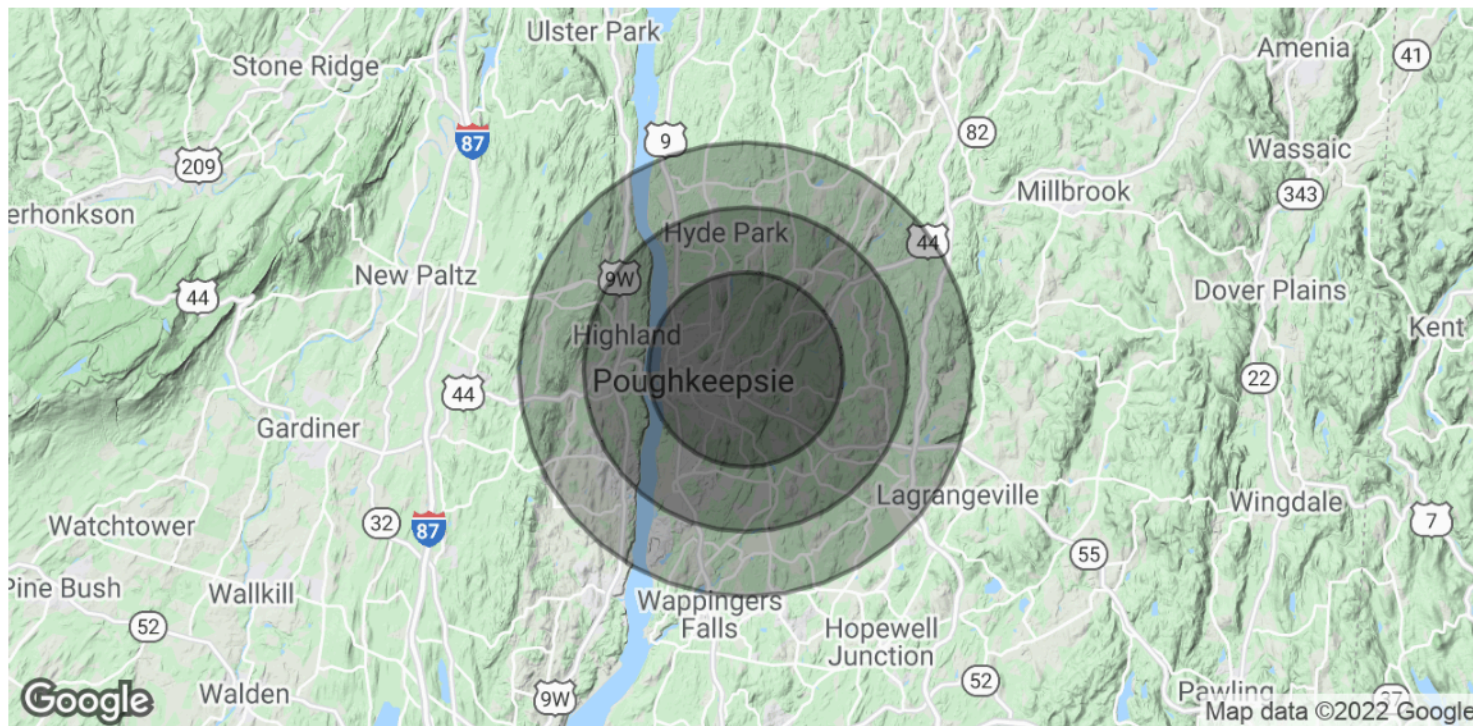 Ulster Park
Amenia
41
Stone Ridge
87
9
82
Wassaic
209
Millbrook
343
erhonkson
Hyde Park
44
New Paltz
9W
44
Dover Plains
Highland
Kent
Poughkeepsie
22
44
Gardiner
Lagrangeville
Wingdale
Watchtower
32
87
7
55
Pine Bush
Wallkill
Wappingers
Falls
52
Hopewell
Junction
52
Walden
9W
Pawling
37
Google
Map data ©2022 Google